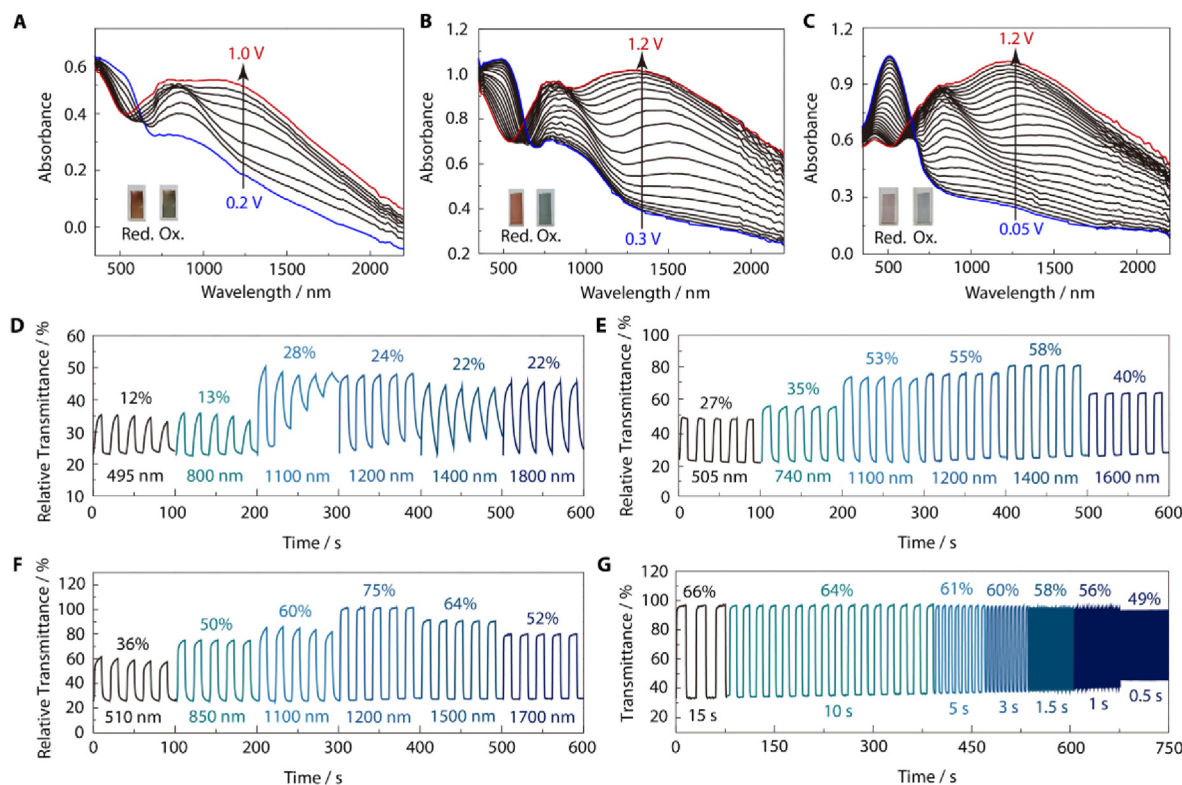 A
Absorbance
0.6
0.4
0.2
0.0
1.0 V
0.2 V
Red. Ox.
500 1000 1500 2000
Wavelength / nm
B
Absorbance
1.2
1.0
0.8
0.6
0.4
0.2
1.2 V
0.3 V
Red. Ox.
500 1000 1500 2000
Wavelength / nm
C
Absorbance
1.2
0.9
0.6
0.3
0.0
1.2 V
0.05 V
Red. Ox.
500 1000 1500 2000
Wavelength / nm
D
Relative Transmittance / %
60
50
40
30
20
10
12% 13% 28% 24% 22% 22%
495 nm 800 nm 1100 nm 1200 nm 1400 nm 1800 nm
0 100 200 300 400 500 600
Time / s
E
Relative Transmittance / %
100
80
60
40
20
0
27% 35% 53% 55% 58% 40%
505 nm 740 nm 1100 nm 1200 nm 1400 nm 1600 nm
0 100 200 300 400 500 600
Time / s
F
Relative Transmittance / %
120
100
80
60
40
20
0
36% 50% 60% 75% 64% 52%
510 nm 850 nm 1100 nm 1200 nm 1500 nm 1700 nm
0 100 200 300 400 500 600
Time / s
G
Transmittance / %
120
100
80
60
40
20
66% 64% 61% 60% 58% 56% 49%
15 s 10 s 5 s 3 s 1.5 s 1 s 0.5 s
0 150 300 450 600 750
Time / s